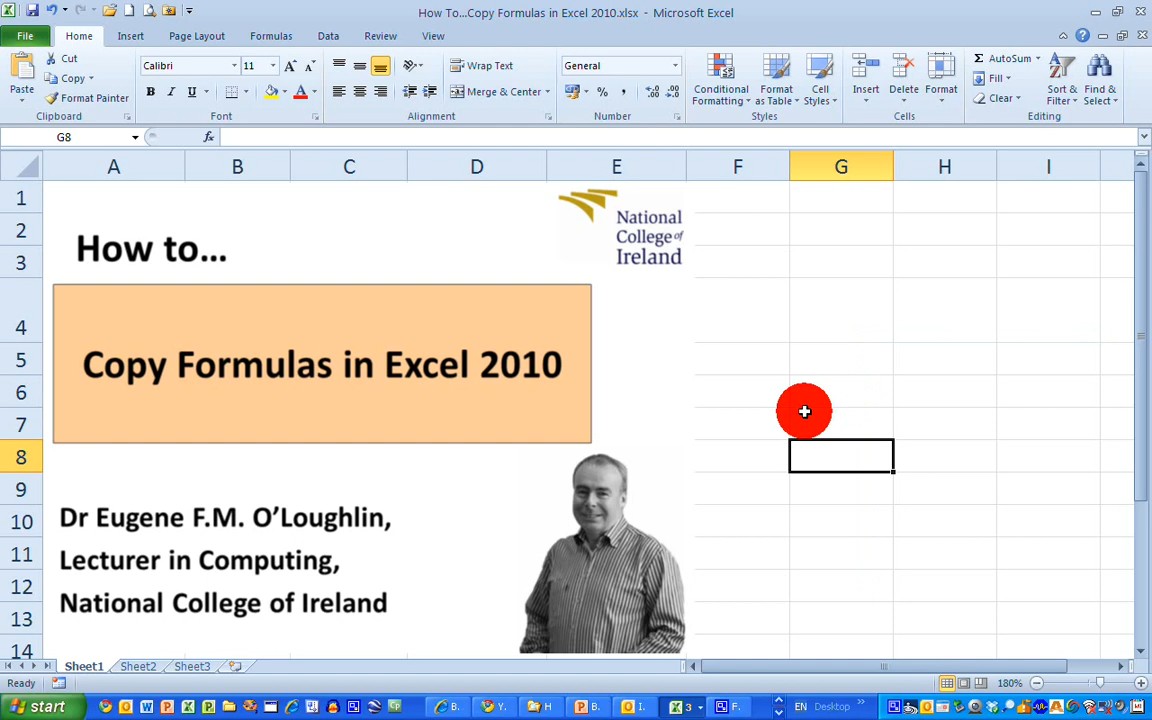 How To...Copy Formulas in Excel 2010.xlsx - Microsoft Excel
File Home Insert Page Layout Formulas Data Review View
Paste
Cut
Copy
Format Painter
Clipboard
Calibri 11
B I U
Font
Wrap Text
Merge & Center
Alignment
General
Number
Conditional Formatting
Format as Table
Cell Styles
Styles
Insert
Delete
Format
Cells
AutoSum
Fill
Clear
Sort & Filter
Find & Select
Editing
G8 fx
A B C D E F G H I
1
2
3
4
5
6
7
8
9
10
11
12
13
14
National
College of
Ireland
How to...
Copy Formulas in Excel 2010
Dr Eugene F.M. O’Loughlin,
Lecturer in Computing,
National College of Ireland
Sheet1 Sheet2 Sheet3
Ready 180%
start B. Y. H B. I. 3 F. EN Desktop